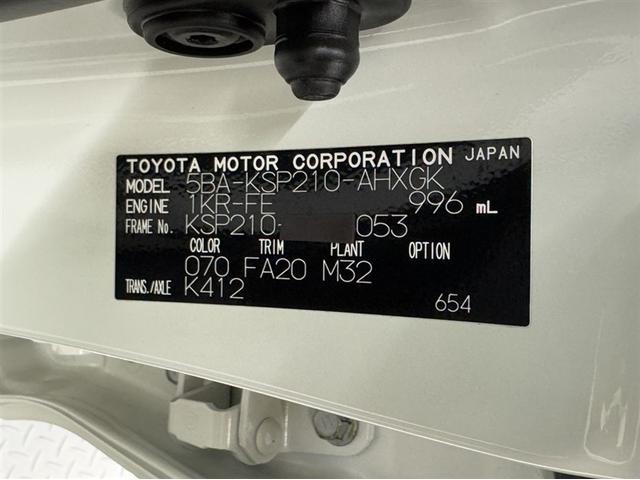 TOYOTA MOTOR CORPORATION JAPAN
MODEL 5BA-KSP210-AHXGK
ENGINE 1KR-FE 996 mL
FRAME No. KSP210- 053
COLOR TRIM PLANT OPTION
070 FA20 M32
TRANS./AXLE K412
654